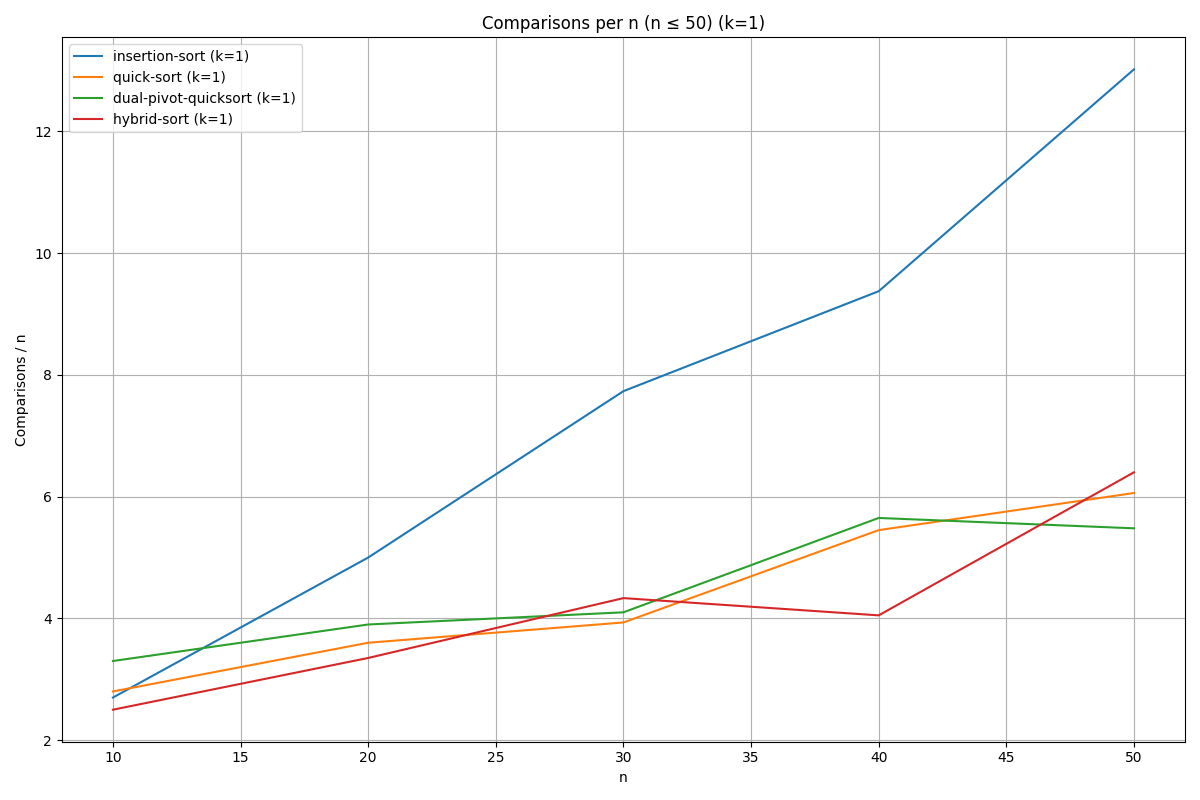 Comparisons per n (n ≤ 50) (k=1)
insertion-sort (k=1)
quick-sort (k=1)
dual-pivot-quicksort (k=1)
hybrid-sort (k=1)
Comparisons / n
12
10
8
6
4
2
10 15 20 25 30 35 40 45 50
n